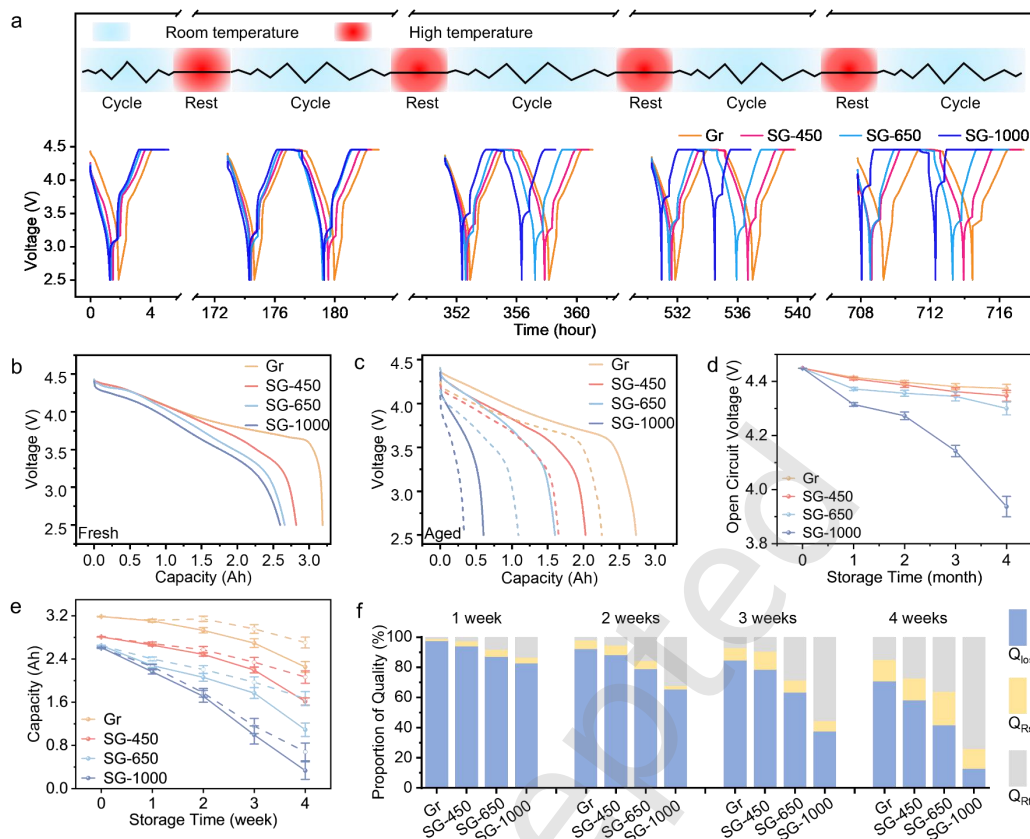 a
Room temperature
High temperature
Cycle Rest Cycle Rest Cycle Rest Cycle Rest Cycle
Gr SG-450 SG-650 SG-1000
Voltage (V)
4.5
4.0
3.5
3.0
2.5
0 4 172 176 180 352 356 360 532 536 540 708 712 716
Time (hour)
b
Voltage (V)
4.5
4.0
3.5
3.0
2.5
Gr
SG-450
SG-650
SG-1000
Fresh
0.0 0.5 1.0 1.5 2.0 2.5 3.0
Capacity (Ah)
c
Voltage (V)
4.5
4.0
3.5
3.0
2.5
Gr
SG-450
SG-650
SG-1000
Aged
0.0 0.5 1.0 1.5 2.0 2.5 3.0
Capacity (Ah)
d
Open Circuit Voltage (V)
4.4
4.2
4.0
3.8
Gr
SG-450
SG-650
SG-1000
0 1 2 3 4
Storage Time (month)
e
Capacity (Ah)
3.2
2.4
1.6
0.8
0.0
Gr
SG-450
SG-650
SG-1000
0 1 2 3 4
Storage Time (week)
f
Proportion of Quality (%)
100
80
60
40
20
0
1 week 2 weeks 3 weeks 4 weeks
Gr SG-450 SG-650 SG-1000 Gr SG-450 SG-650 SG-1000 Gr SG-450 SG-650 SG-1000 Gr SG-450 SG-650 SG-1000